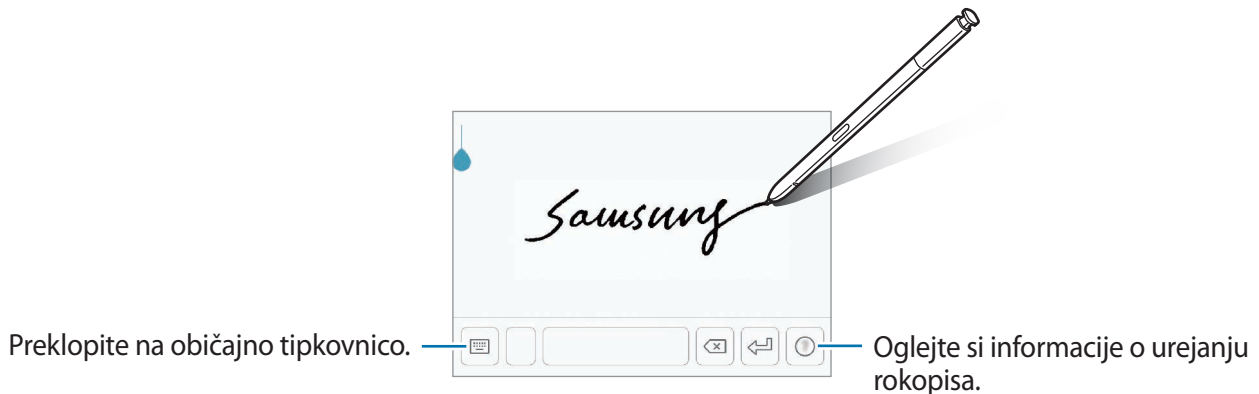 Samsung
Preklopite na običajno tipkovnico.
Oglejte si informacije o urejanju
rokopisa.